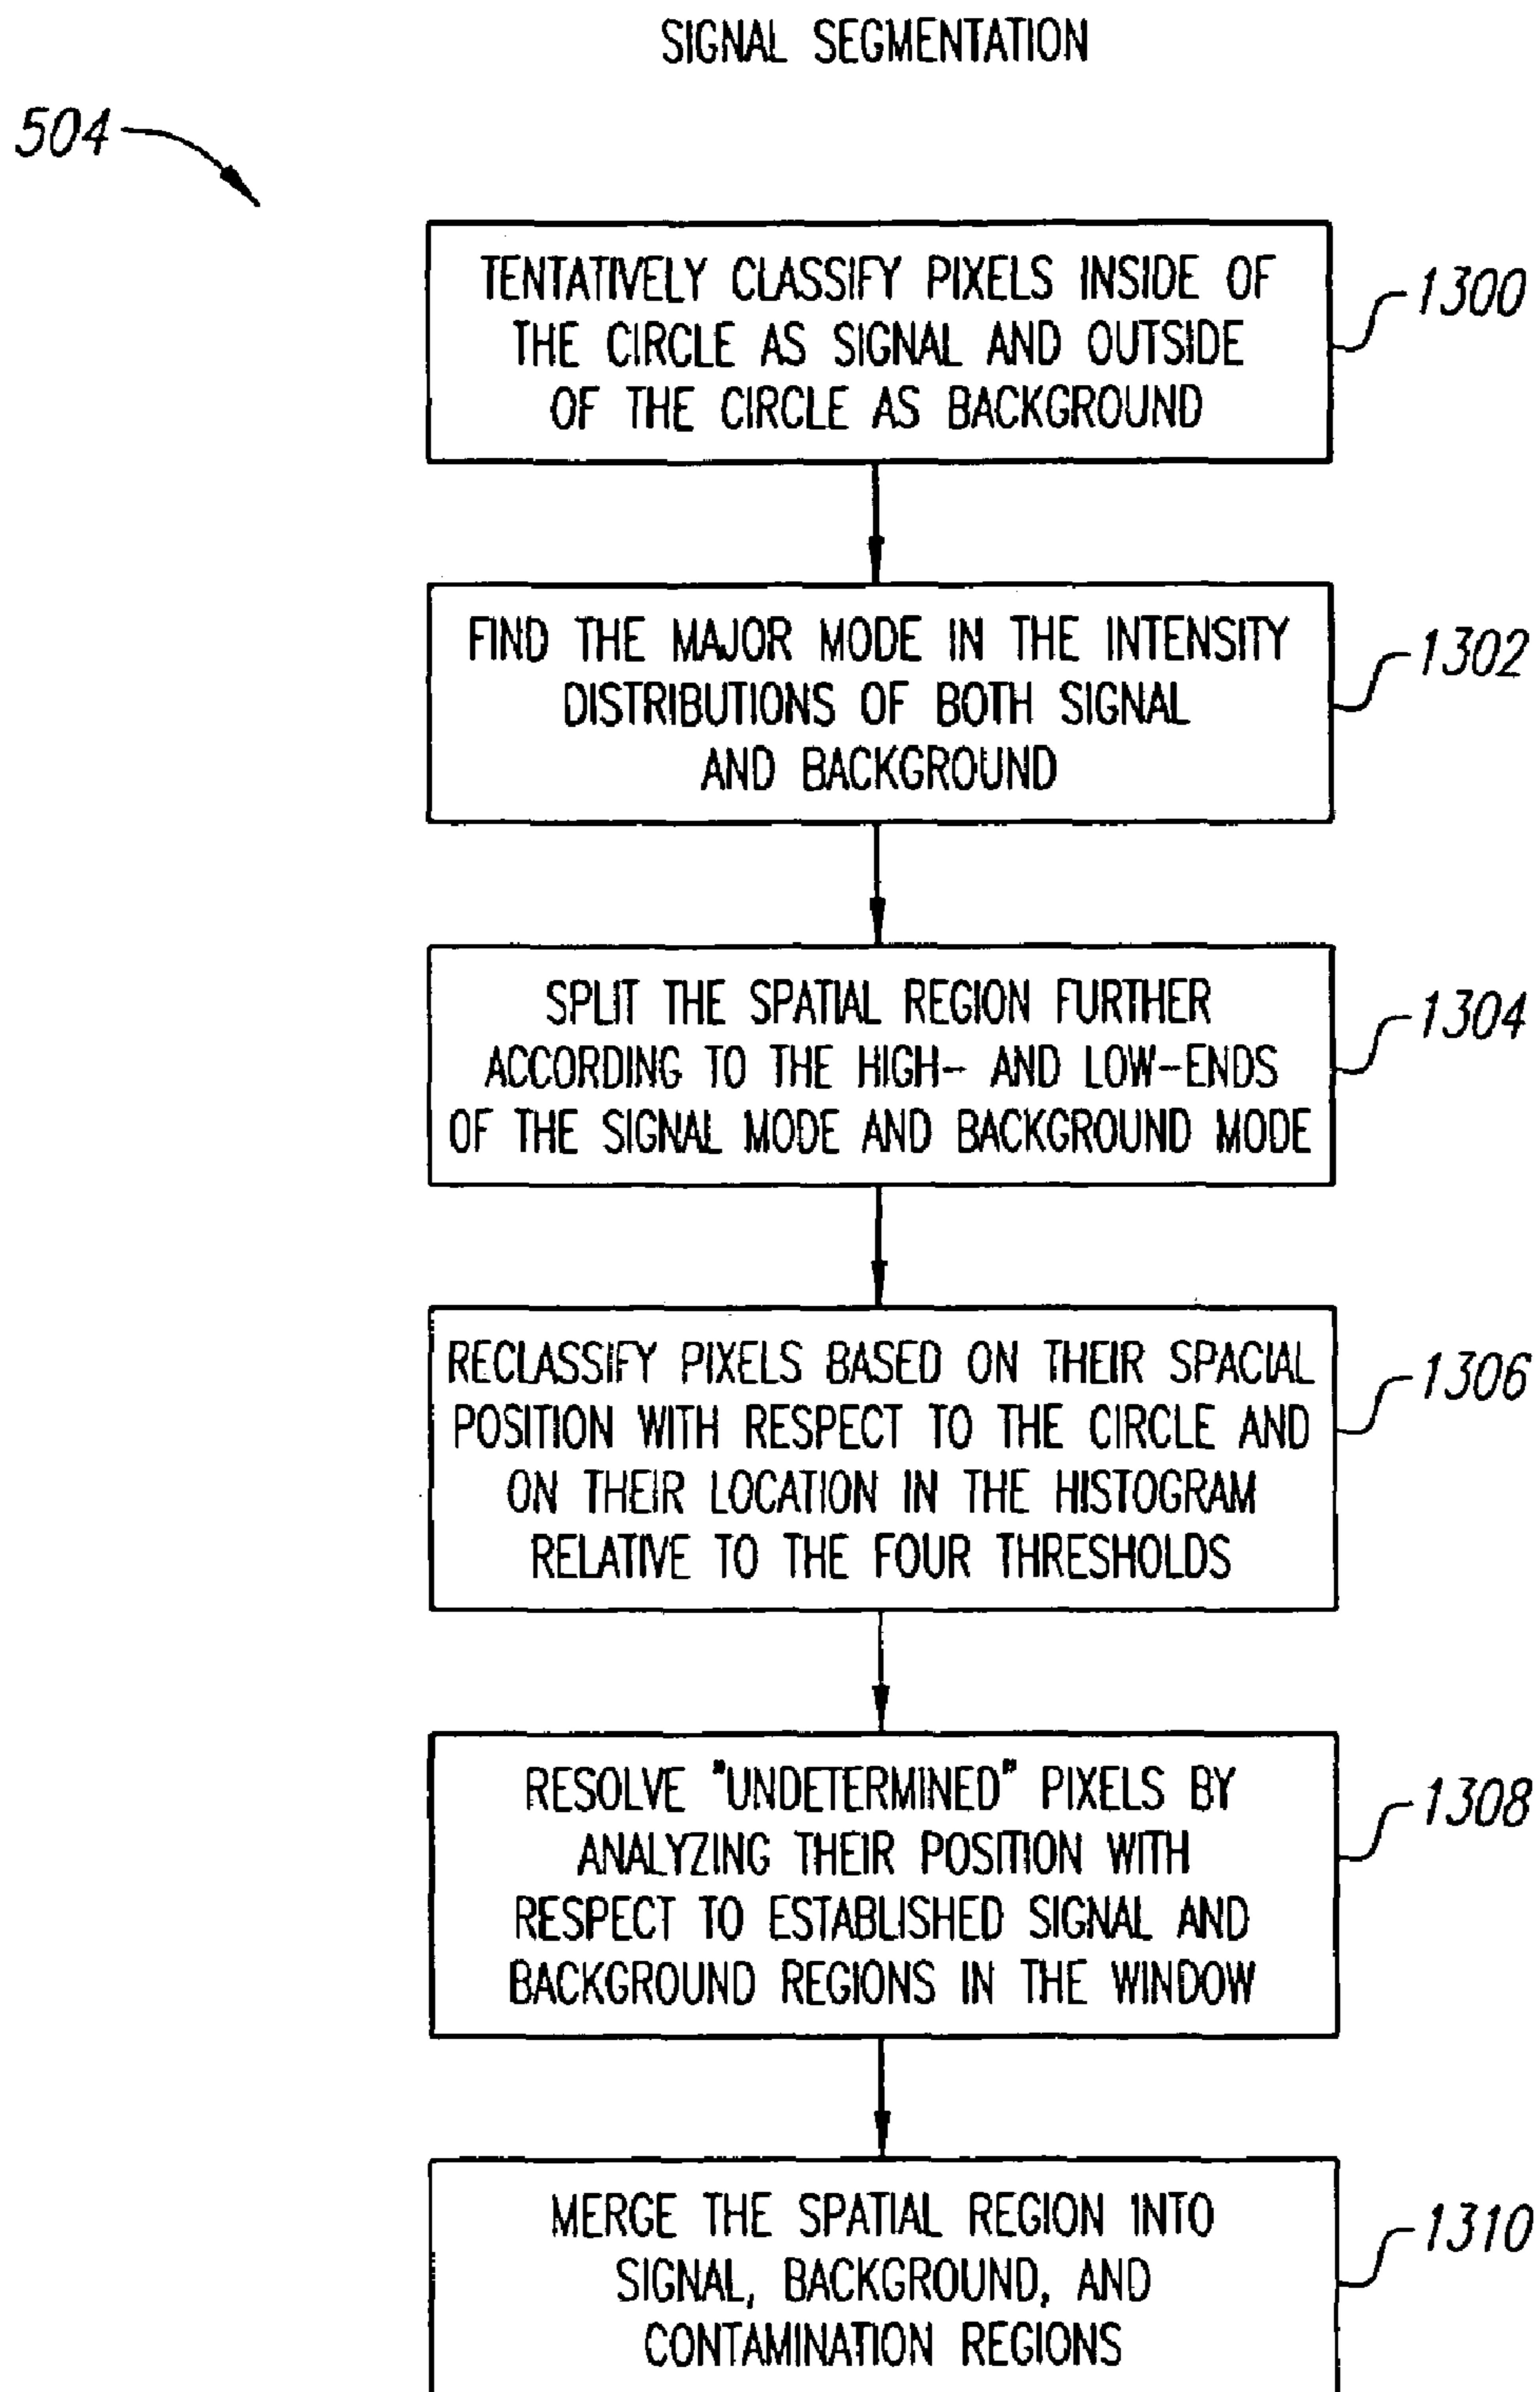 SIGNAL SEGMENTATION
504
TENTATIVELY CLASSIFY PIXELS INSIDE OF
THE CIRCLE AS SIGNAL AND OUTSIDE
OF THE CIRCLE AS BACKGROUND
1300
FIND THE MAJOR MODE IN THE INTENSITY
DISTRIBUTIONS OF BOTH SIGNAL
AND BACKGROUND
1302
SPLIT THE SPATIAL REGION FURTHER
ACCORDING TO THE HIGH- AND LOW-ENDS
OF THE SIGNAL MODE AND BACKGROUND MODE
1304
RECLASSIFY PIXELS BASED ON THEIR SPACIAL
POSITION WITH RESPECT TO THE CIRCLE AND
ON THEIR LOCATION IN THE HISTOGRAM
RELATIVE TO THE FOUR THRESHOLDS
1306
RESOLVE "UNDETERMINED" PIXELS BY
ANALYZING THEIR POSITION WITH
RESPECT TO ESTABLISHED SIGNAL AND
BACKGROUND REGIONS IN THE WINDOW
1308
MERGE THE SPATIAL REGION INTO
SIGNAL, BACKGROUND, AND
CONTAMINATION REGIONS
1310